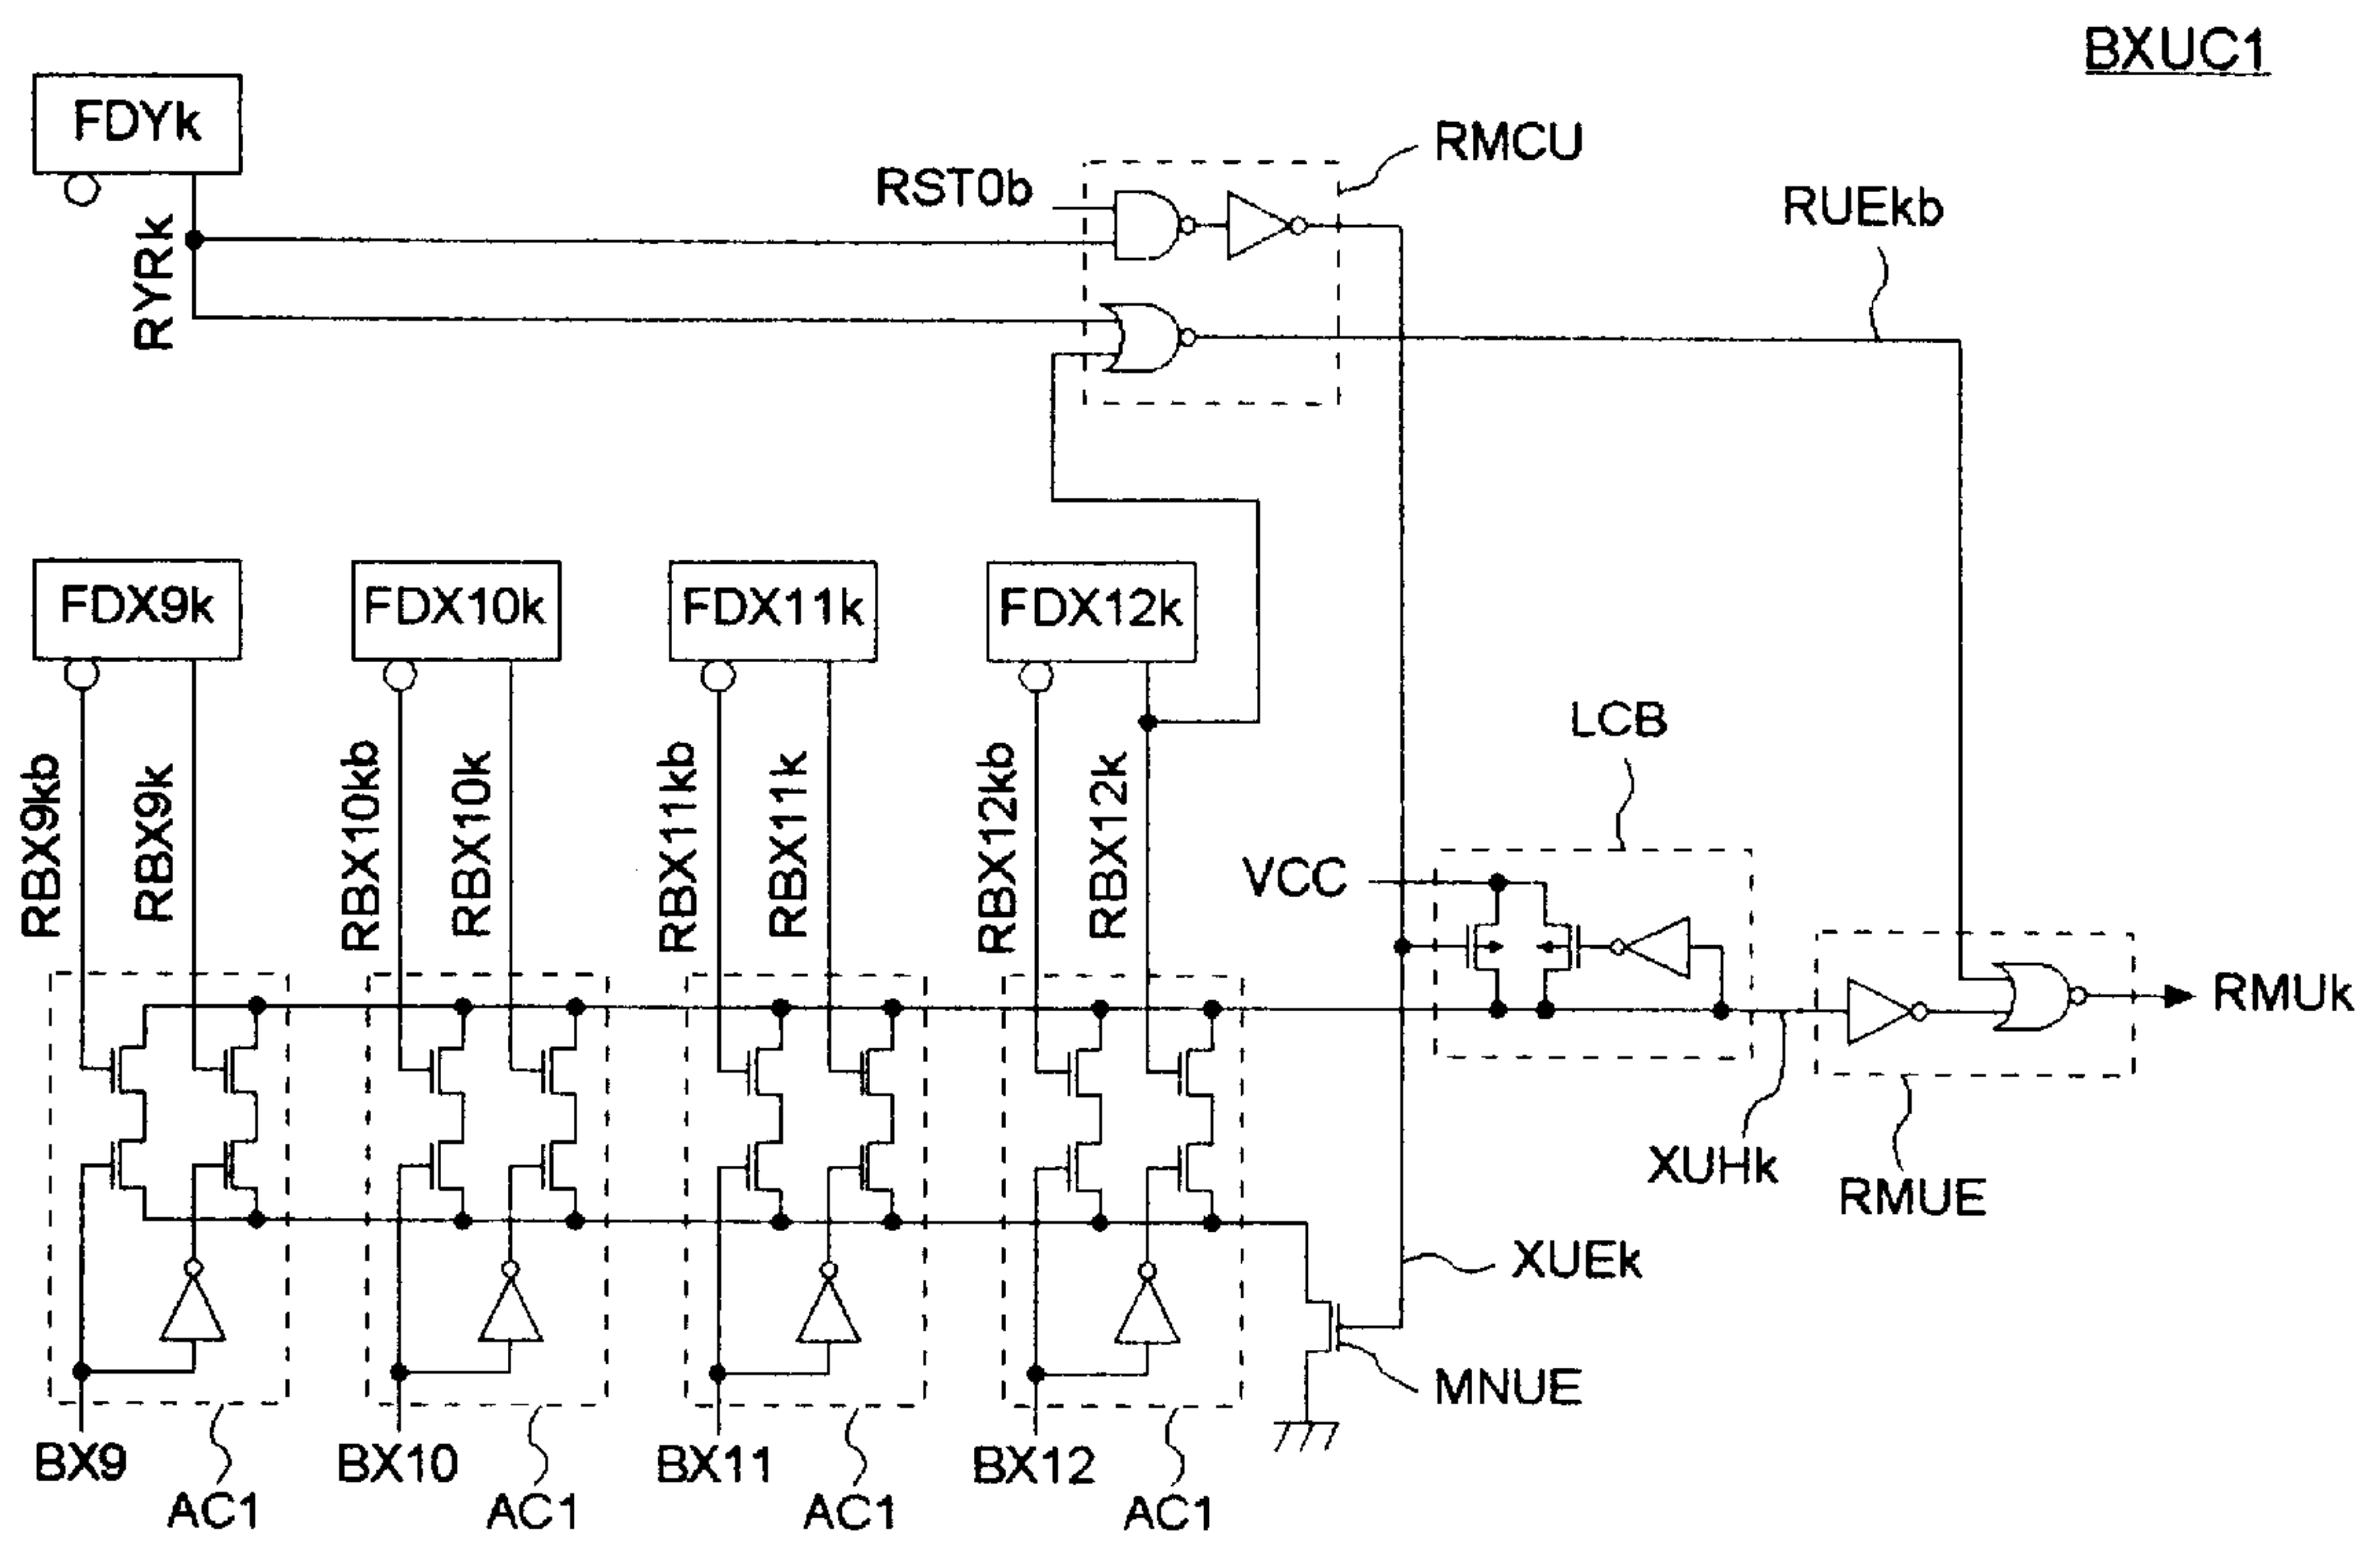 BXUC1
FDYk
RMCU
RST0b
RUEkb
RYRk
FDX9k
FDX10k
FDX11k
FDX12k
LCB
RBX9kb
RBX9k
RBX10kb
RBX10k
RBX11kb
RBX11k
RBX12kb
RBX12k
VCC
RMUk
XUHk
RMUE
XUEk
MNUE
BX9
BX10
BX11
BX12
AC1
AC1
AC1
AC1